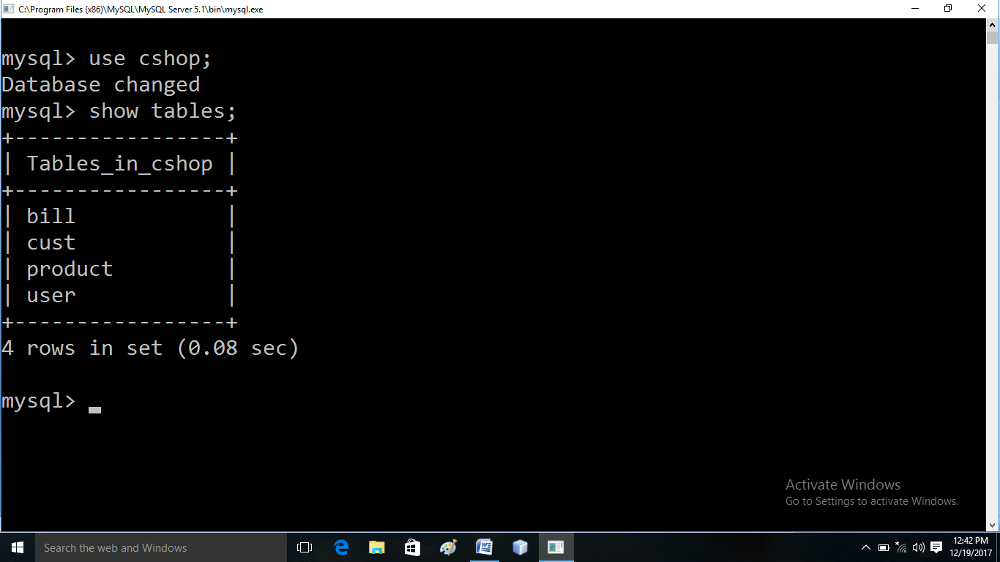 C:\Program Files (x86)\MySQL\MySQL Server 5.1\bin\mysql.exe
mysql> use cshop;
Database changed
mysql> show tables;
+-----------------+
| Tables_in_cshop |
+-----------------+
| bill            |
| cust            |
| product         |
| user            |
+-----------------+
4 rows in set (0.08 sec)
mysql>
Activate Windows
Go to Settings to activate Windows.
Search the web and Windows
12:42 PM
12/19/2017